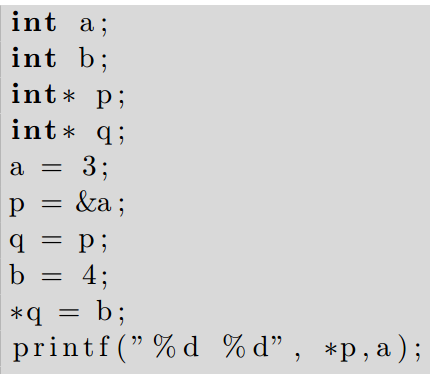 int a;
int b;
int* p;
int* q;
a = 3;
p = &a;
q = p;
b = 4;
*q = b;
printf(”%d %d”, *p,a);